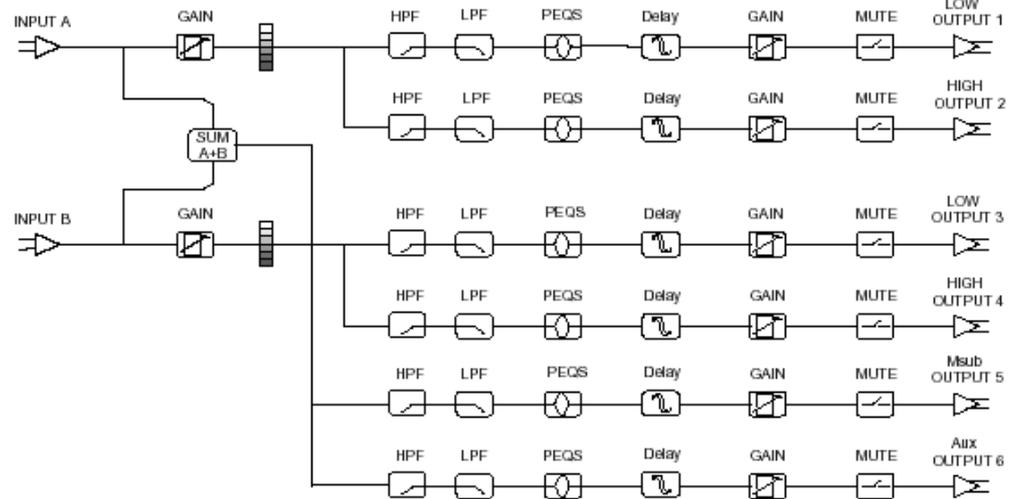 LOW
INPUT A GAIN HPF LPF PEQS Delay GAIN MUTE OUTPUT 1
HIGH
HPF LPF PEQS Delay GAIN MUTE OUTPUT 2
SUM
A+B
LOW
INPUT B GAIN HPF LPF PEQS Delay GAIN MUTE OUTPUT 3
HIGH
HPF LPF PEQS Delay GAIN MUTE OUTPUT 4
Msub
HPF LPF PEQS Delay GAIN MUTE OUTPUT 5
Aux
HPF LPF PEQS Delay GAIN MUTE OUTPUT 6